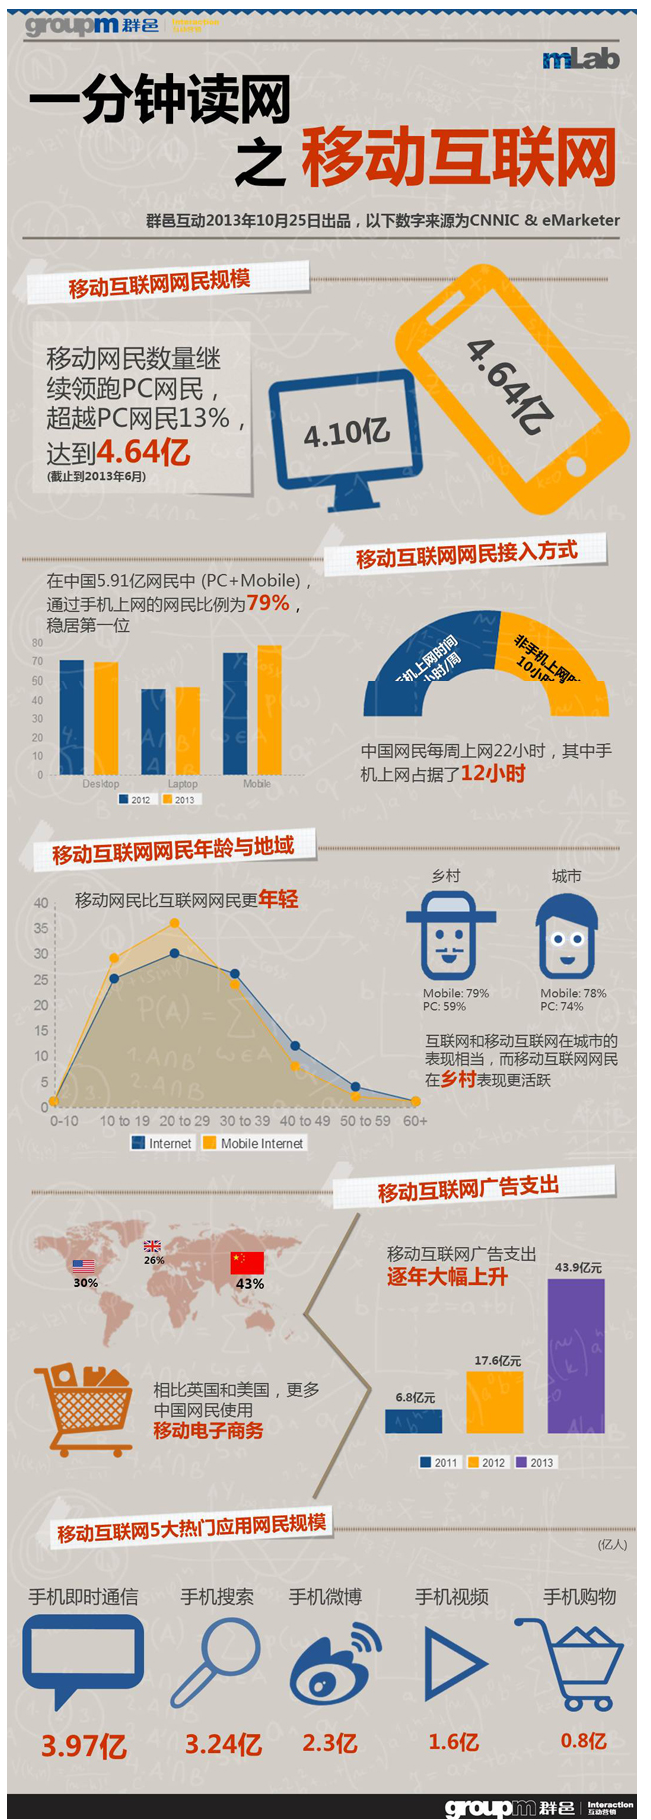 groupm 群邑 Interaction
互动营销
mLab
一分钟读网
之 移动互联网
群邑互动2013年10月25日出品，以下数字来源为CNNIC & eMarketer
移动互联网网民规模
移动网民数量继
续领跑PC网民，
超越PC网民13%，
达到4.64亿
(截止到2013年6月)
4.10亿
4.64亿
移动互联网网民接入方式
在中国5.91亿网民中 (PC+Mobile)，
通过手机上网的网民比例为79%，
稳居第一位
80
70
50
40
30
20
10
0
Desktop Laptop Mobile
2012 2013
手机上网时间
小时/周
非手机上网时
10小
中国网民每周上网22小时，其中手
机上网占据了12小时
移动互联网网民年龄与地域
移动网民比互联网网民更年轻
40
35
30
25
20
15
10
5
0
0-10 10 to 19 20 to 29 30 to 39 40 to 49 50 to 59 60+
Internet Mobile Internet
乡村 城市
Mobile: 79% Mobile: 78%
PC: 59% PC: 74%
互联网和移动互联网在城市的
表现相当，而移动互联网网民
在乡村表现更活跃
移动互联网广告支出
30%
26%
43%
相比英国和美国，更多
中国网民使用
移动电子商务
移动互联网广告支出
逐年大幅上升
6.8亿元
17.6亿元
43.9亿元
2011 2012 2013
移动互联网5大热门应用网民规模
(亿人)
手机即时通信 手机搜索 手机微博 手机视频 手机购物
3.97亿 3.24亿 2.3亿 1.6亿 0.8亿
groupm 群邑 Interaction
互动营销